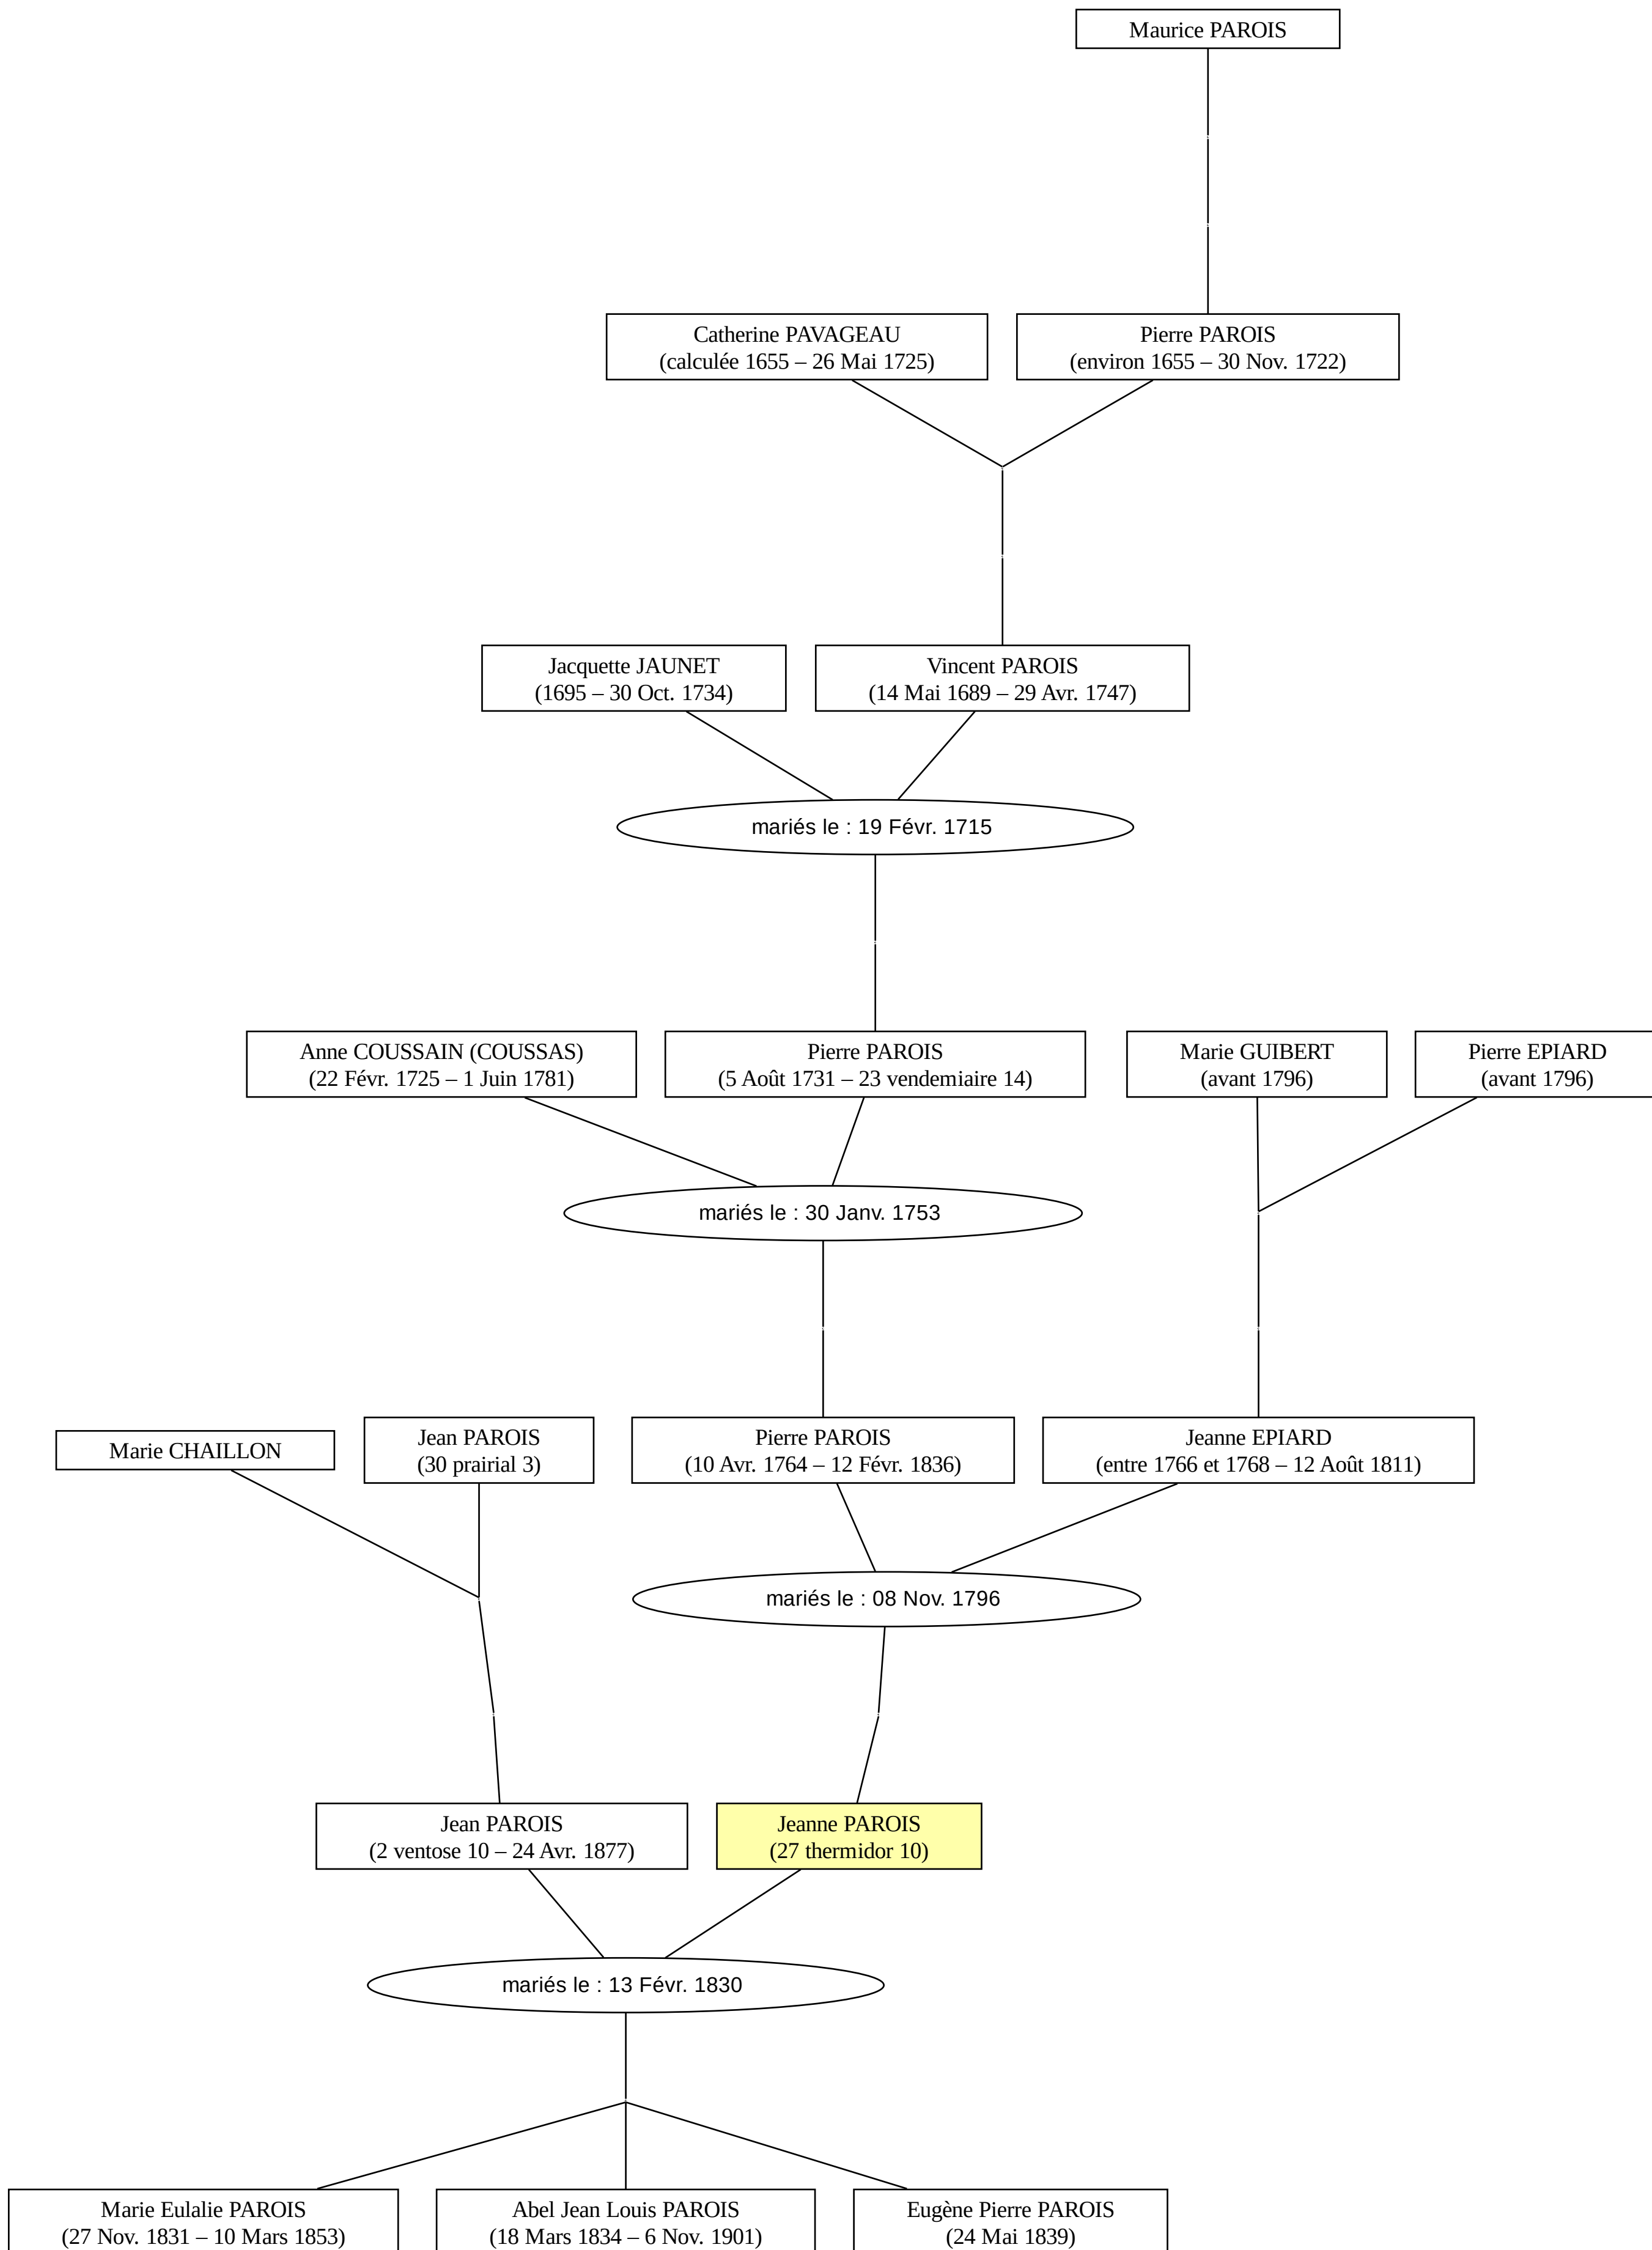 Maurice PAROIS
Catherine PAVAGEAU
(calculée 1655 – 26 Mai 1725)
Pierre PAROIS
(environ 1655 – 30 Nov. 1722)
Jacquette JAUNET
(1695 – 30 Oct. 1734)
Vincent PAROIS
(14 Mai 1689 – 29 Avr. 1747)
mariés le : 19 Févr. 1715
Anne COUSSAIN (COUSSAS)
(22 Févr. 1725 – 1 Juin 1781)
Pierre PAROIS
(5 Août 1731 – 23 vendemiaire 14)
Marie GUIBERT
(avant 1796)
Pierre EPIARD
(avant 1796)
mariés le : 30 Janv. 1753
Marie CHAILLON
Jean PAROIS
(30 prairial 3)
Pierre PAROIS
(10 Avr. 1764 – 12 Févr. 1836)
Jeanne EPIARD
(entre 1766 et 1768 – 12 Août 1811)
mariés le : 08 Nov. 1796
Jean PAROIS
(2 ventose 10 – 24 Avr. 1877)
Jeanne PAROIS
(27 thermidor 10)
mariés le : 13 Févr. 1830
Marie Eulalie PAROIS
(27 Nov. 1831 – 10 Mars 1853)
Abel Jean Louis PAROIS
(18 Mars 1834 – 6 Nov. 1901)
Eugène Pierre PAROIS
(24 Mai 1839)